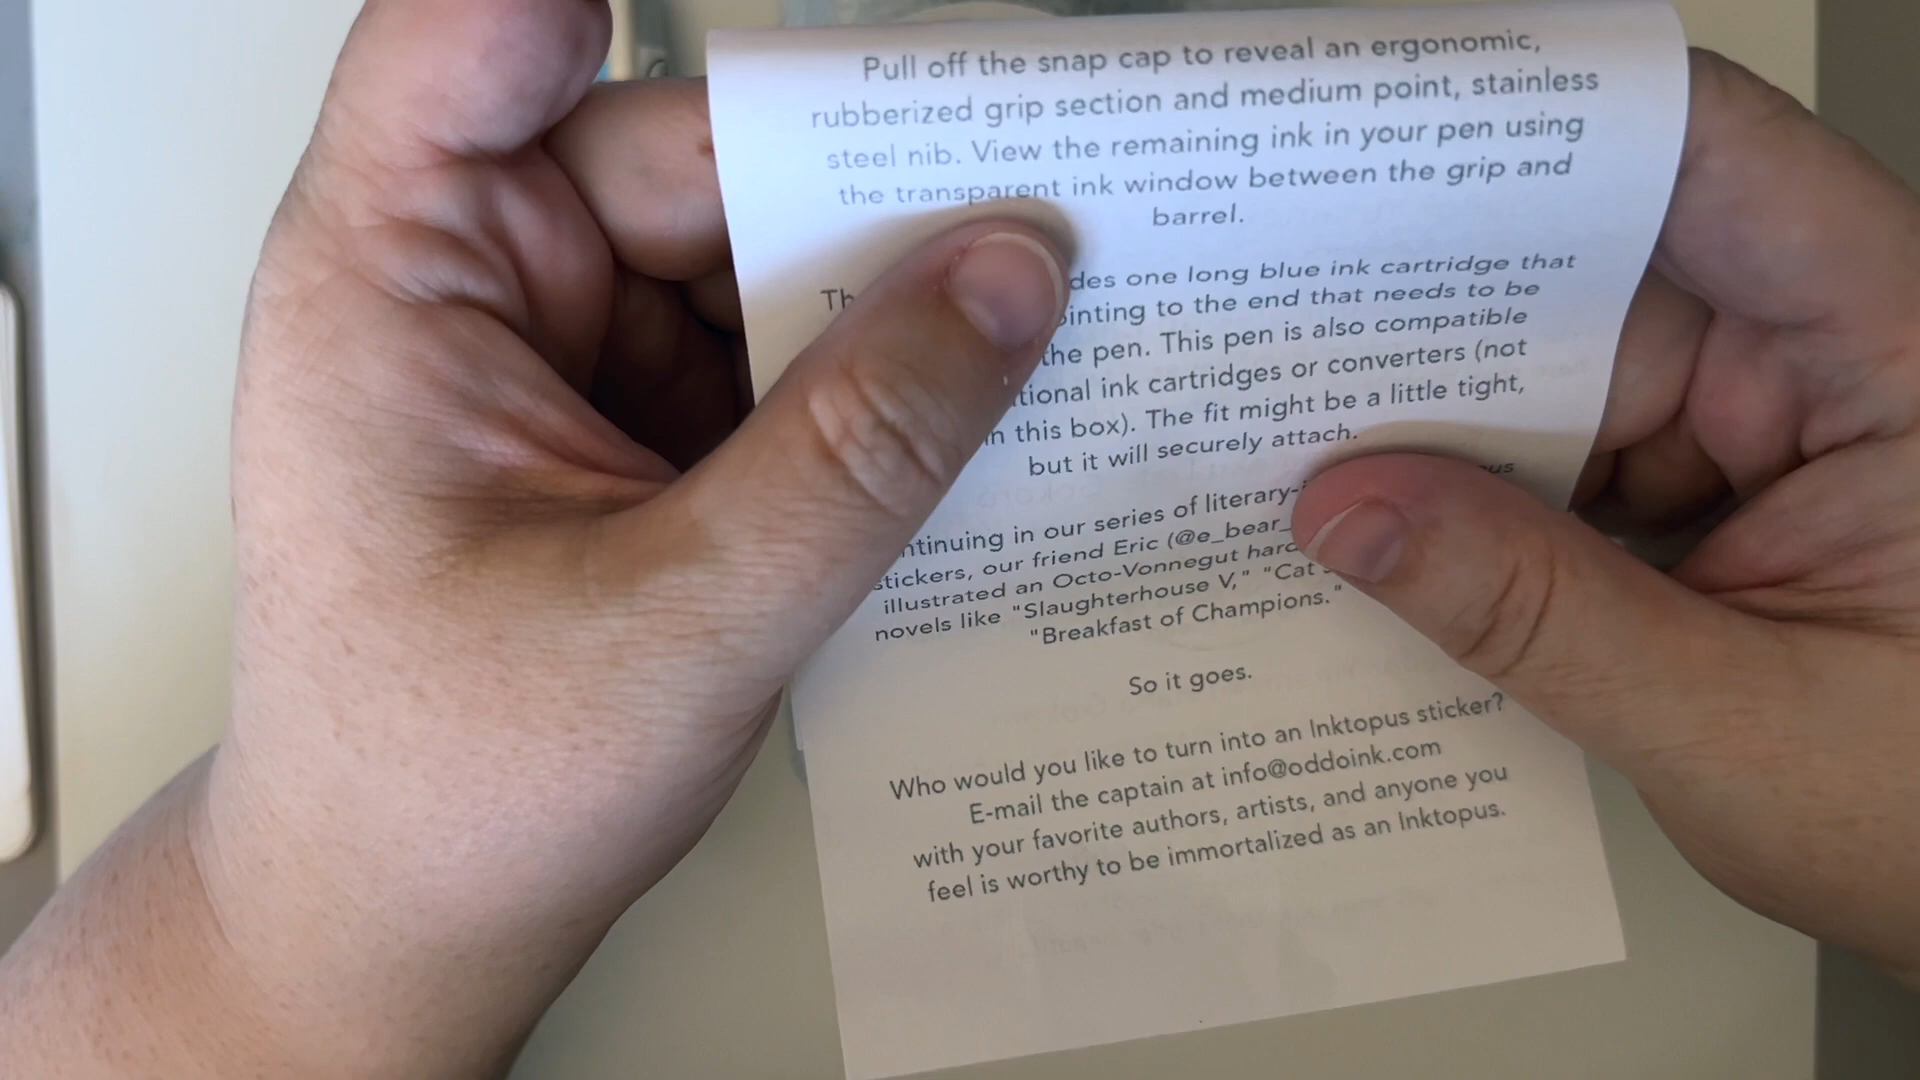 Pull off the snap cap to reveal an ergonomic,
rubberized grip section and medium point, stainless
steel nib. View the remaining ink in your pen using
the transparent ink window between the grip and
barrel.
one long blue ink cartridge that
to the end that needs to be
the pen. This pen is also compatible
ink cartridges or converters (not
in this box). The fit might be a little tight,
but it will securely attach.
in our series of literary-
stickers, our friend Eric (@e_bear_
illustrated an Octo-Vonnegut
novels like "Slaughterhouse V," "Cat
"Breakfast of Champions."
So it goes.
Who would you like to turn into an Inktopus sticker?
E-mail the captain at info@oddoink.com
with your favorite authors, artists, and anyone you
feel is worthy to be immortalized as an Inktopus.